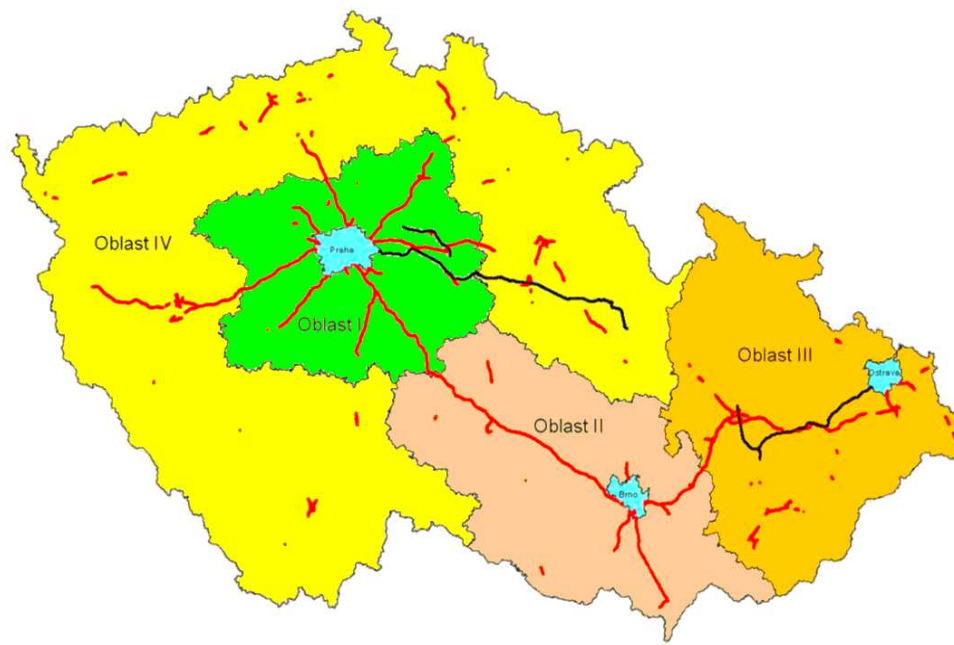 Oblast IV
Praha
Oblast I
Oblast III
Ostrava
Oblast II
Brno